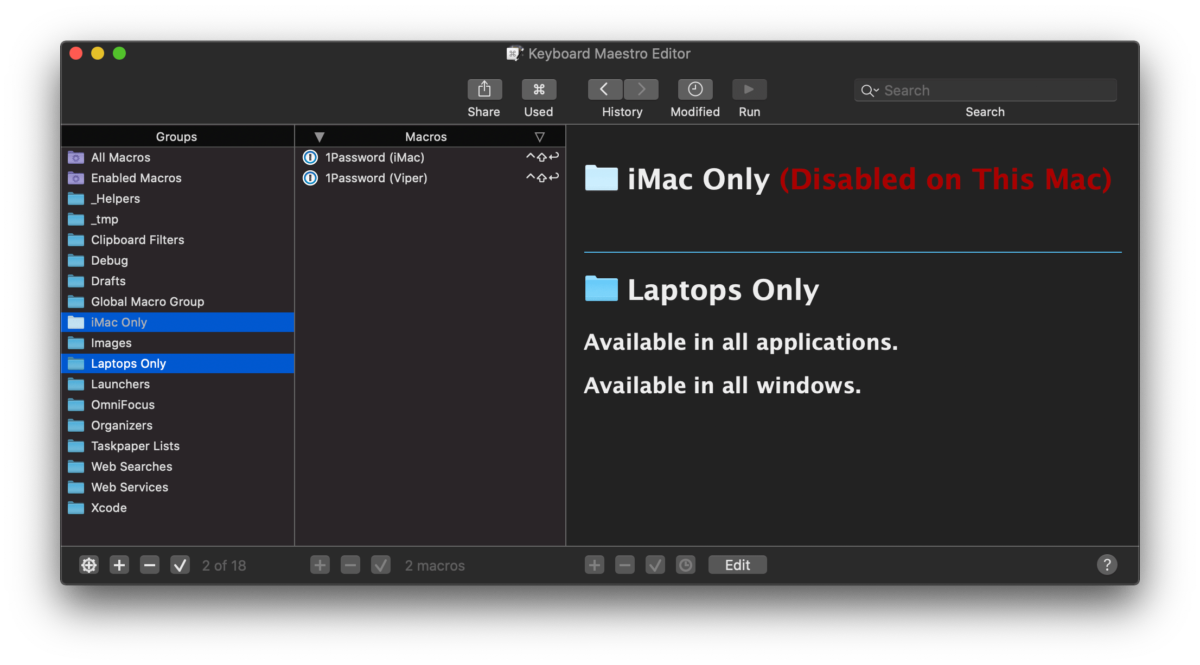 Keyboard Maestro Editor
Search
Share
Used
History
Modified
Run
Search
Groups
All Macros
Enabled Macros
_Helpers
_tmp
Clipboard Filters
Debug
Drafts
Global Macro Group
iMac Only
Images
Laptops Only
Launchers
OmniFocus
Organizers
Taskpaper Lists
Web Searches
Web Services
Xcode
2 of 18
Macros
1Password (iMac) ⌃⇧↩
1Password (Viper) ⌃⇧↩
2 macros
iMac Only (Disabled on This Mac)
Laptops Only
Available in all applications.
Available in all windows.
Edit
?